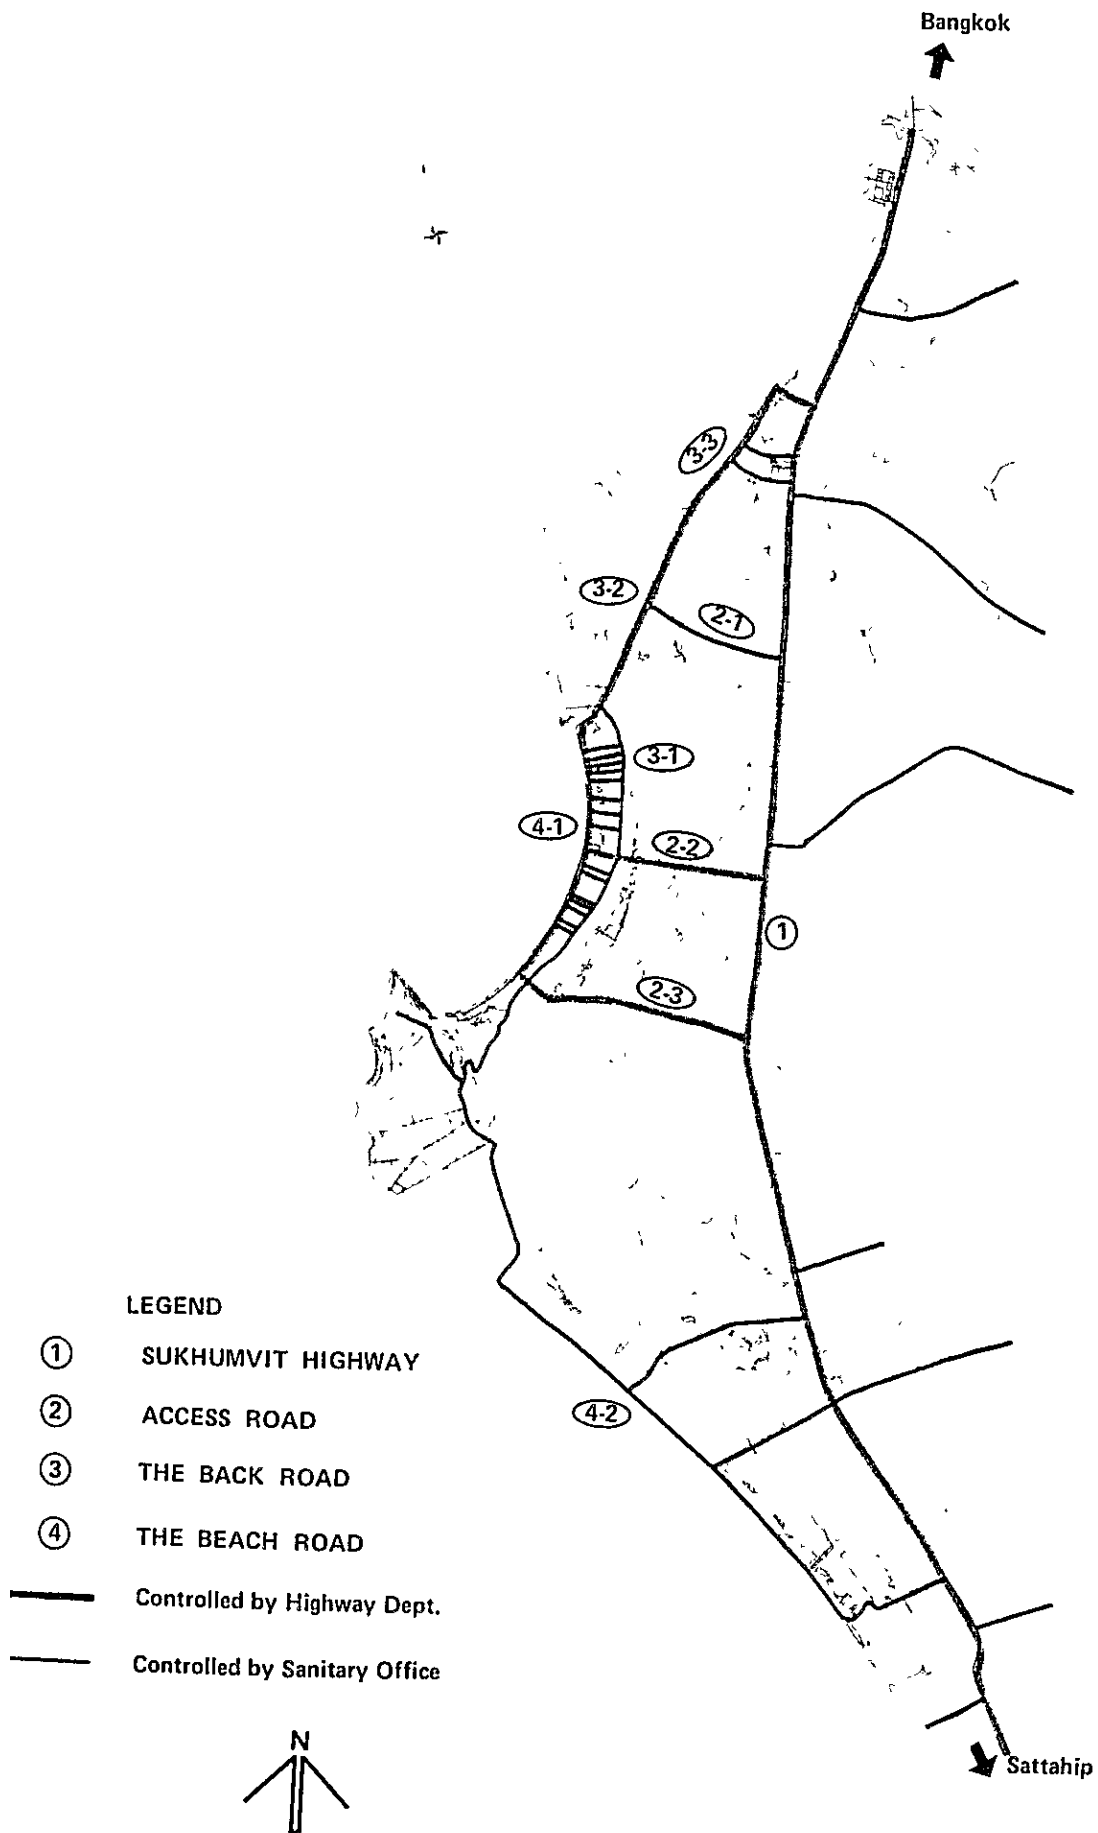 Bangkok
3-3
3-2
2-1
3-1
4-1
2-2
1
2-3
LEGEND
1 SUKHUMVIT HIGHWAY
2 ACCESS ROAD
3 THE BACK ROAD
4 THE BEACH ROAD
4-2
Controlled by Highway Dept.
Controlled by Sanitary Office
N
Sattahip